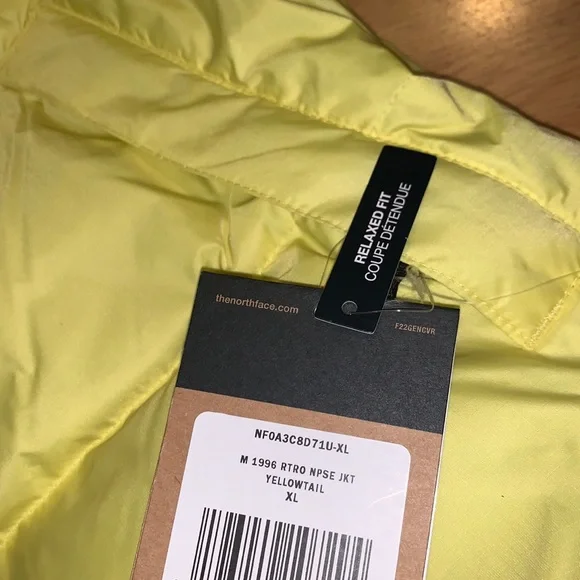 RELAXED FIT
COUPE DÉTENDUE
thenorthface.com
F22GENCVR
NF0A3C8D71U-XL
M 1996 RTRO NPSE JKT
YELLOWTAIL
XL